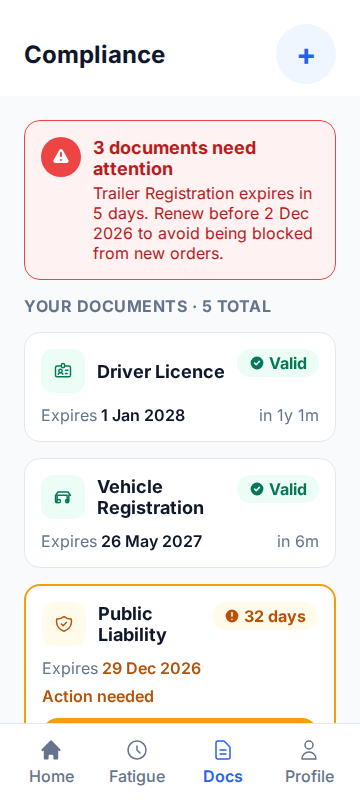 Compliance
+
3 documents need
attention
Trailer Registration expires in
5 days. Renew before 2 Dec
2026 to avoid being blocked
from new orders.
YOUR DOCUMENTS · 5 TOTAL
Driver Licence
Valid
Expires 1 Jan 2028
in 1y 1m
Vehicle
Registration
Valid
Expires 26 May 2027
in 6m
Public
Liability
32 days
Expires 29 Dec 2026
Action needed
Home
Fatigue
Docs
Profile